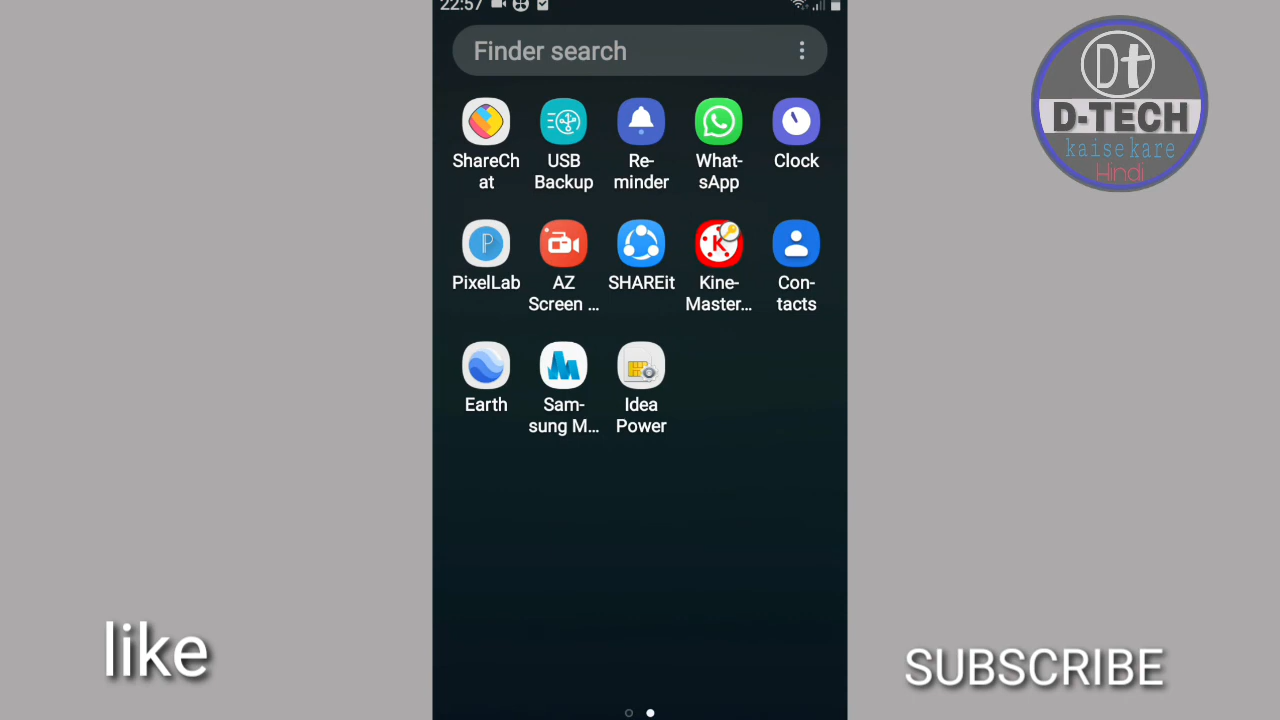 22:57
Finder search
ShareCh
at
USB
Backup
Re-
minder
What-
sApp
Clock
PixelLab
AZ
Screen ...
SHAREit
Kine-
Master...
Con-
tacts
Earth
Sam-
sung M...
Idea
Power
Dt
D-TECH
kaise kare
Hindi
like
SUBSCRIBE